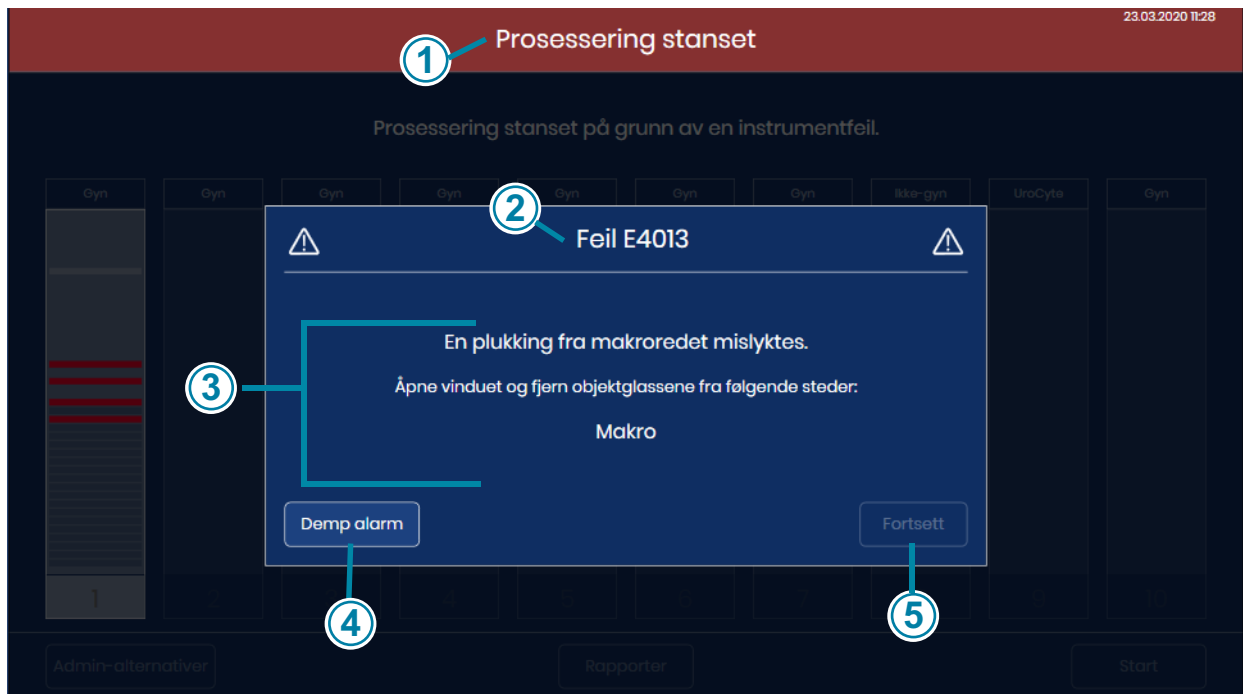 23.03.2020 11:28
Prosessering stanset
1
Prosessering stanset på grunn av en instrumentfeil.
Gyn Gyn Gyn Gyn Gyn Gyn Gyn Ikke-gyn UroCyte Gyn
2
Feil E4013
En plukking fra makroredet mislyktes.
3
Åpne vinduet og fjern objektglassene fra følgende steder:
Makro
Demp alarm Fortsett
1 2 3 4 5 6 7 9 10
4 5
Admin-alternativer Rapporter Start